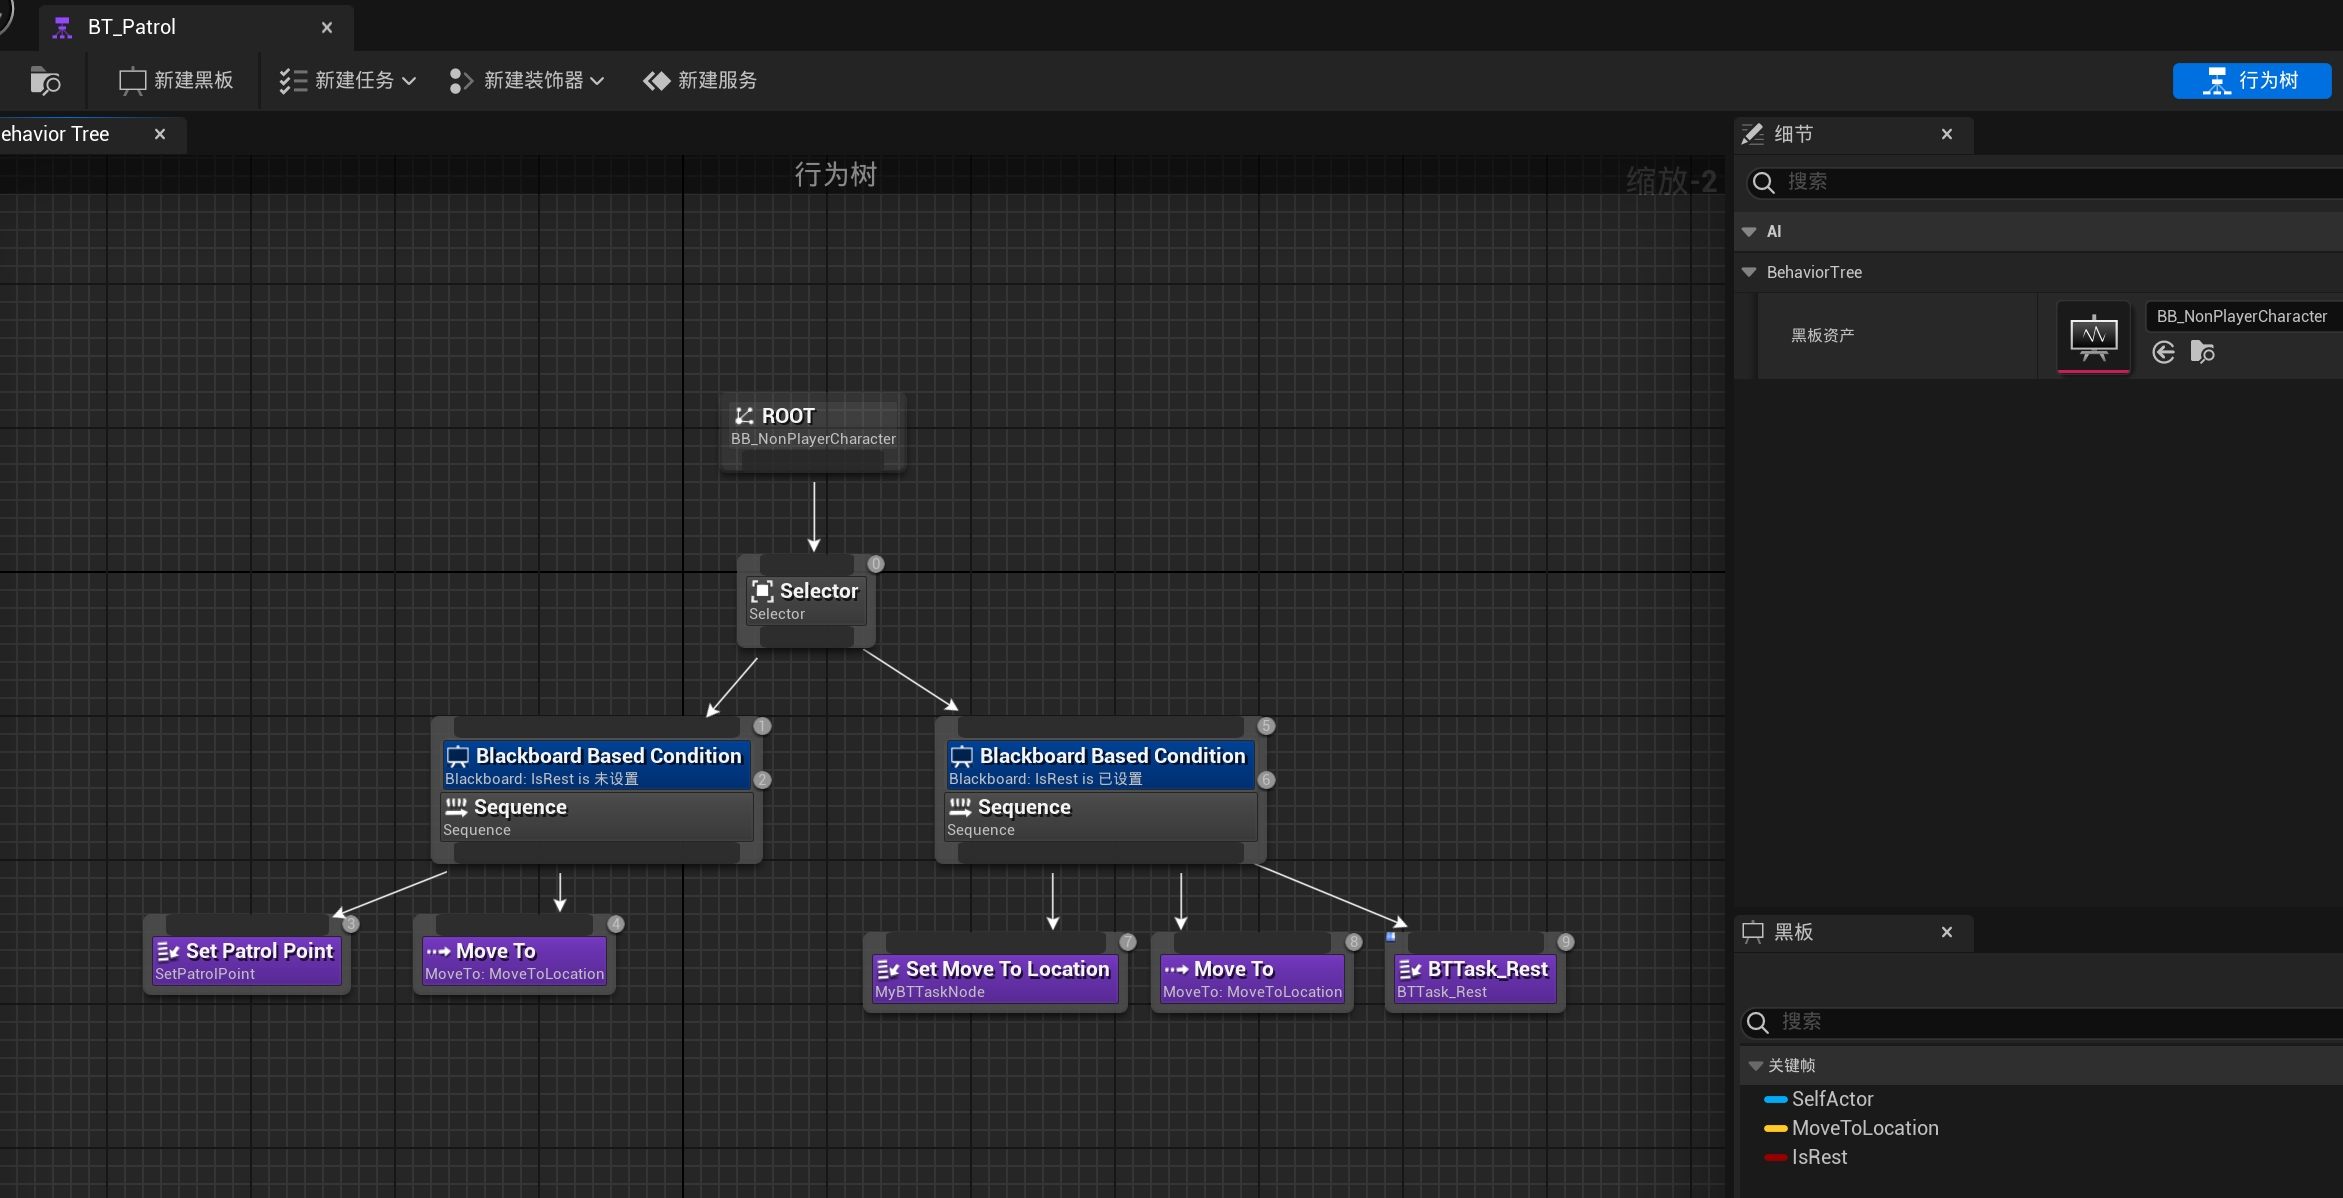 BT_Patrol
新建黑板
新建任务
新建装饰器
新建服务
行为树
ehavior Tree
行为树
缩放-2
细节
搜索
AI
BehaviorTree
黑板资产
BB_NonPlayerCharacter
ROOT
BB_NonPlayerCharacter
0
Selector
Selector
1
Blackboard Based Condition
Blackboard: IsRest is 未设置
2
Sequence
Sequence
5
Blackboard Based Condition
Blackboard: IsRest is 已设置
6
Sequence
Sequence
3
Set Patrol Point
SetPatrolPoint
4
Move To
MoveTo: MoveToLocation
7
Set Move To Location
MyBTTaskNode
8
Move To
MoveTo: MoveToLocation
9
BTTask_Rest
BTTask_Rest
黑板
搜索
关键帧
SelfActor
MoveToLocation
IsRest